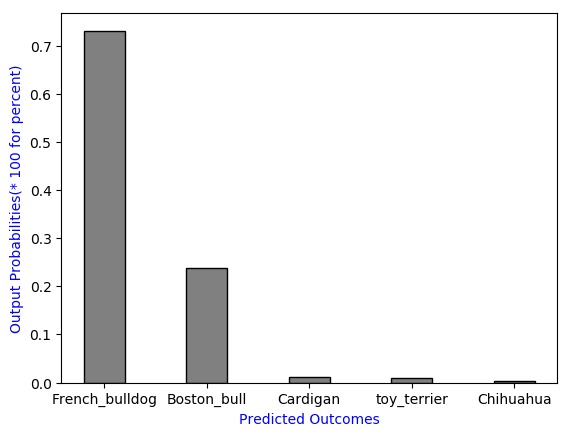 Output Probabilities(* 100 for percent)
0.7
0.6
0.5
0.4
0.3
0.2
0.1
0.0
French_bulldog Boston_bull Cardigan toy_terrier Chihuahua
Predicted Outcomes